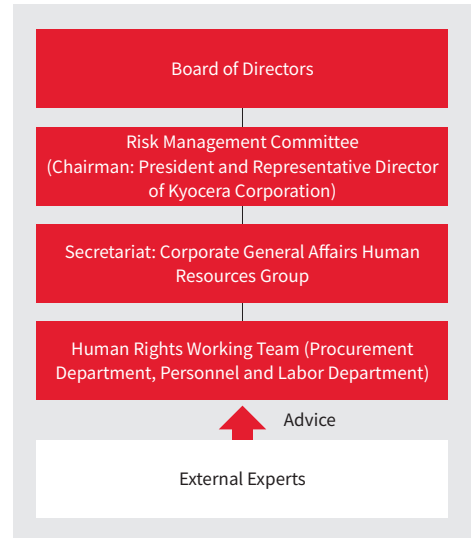 Board of Directors
Risk Management Committee
(Chairman: President and Representative Director
of Kyocera Corporation)
Secretariat: Corporate General Affairs Human
Resources Group
Human Rights Working Team (Procurement
Department, Personnel and Labor Department)
Advice
External Experts